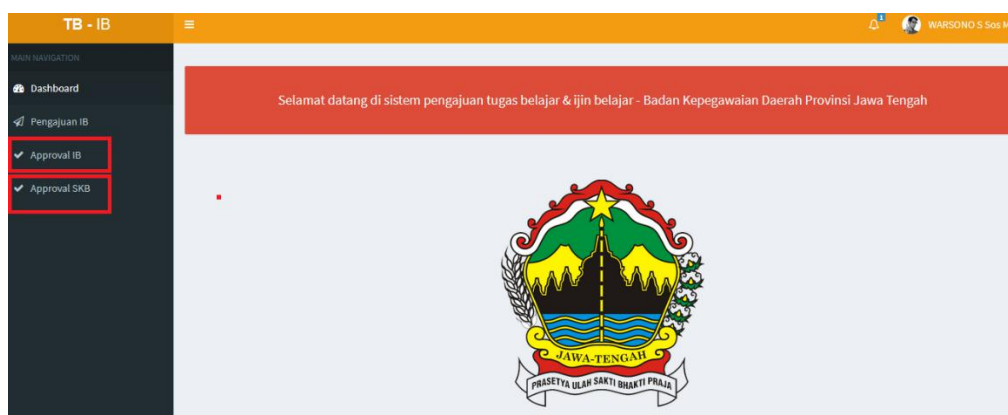 TB - IB
1
WARSONO S Sos M
MAIN NAVIGATION
Dashboard
Pengajuan IB
Approval IB
Approval SKB
Selamat datang di sistem pengajuan tugas belajar & ijin belajar - Badan Kepegawaian Daerah Provinsi Jawa Tengah
JAWA-TENGAH
PRASETYA ULAH SAKTI BHAKTI PRAJA